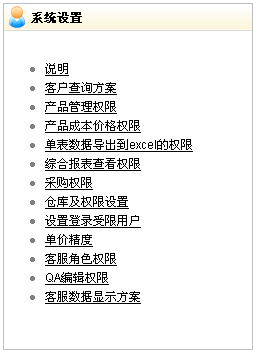 系统设置
说明
客户查询方案
产品管理权限
产品成本价格权限
单表数据导出到excel的权限
综合报表查看权限
采购权限
仓库及权限设置
设置登录受限用户
单价精度
客服角色权限
QA编辑权限
客服数据显示方案